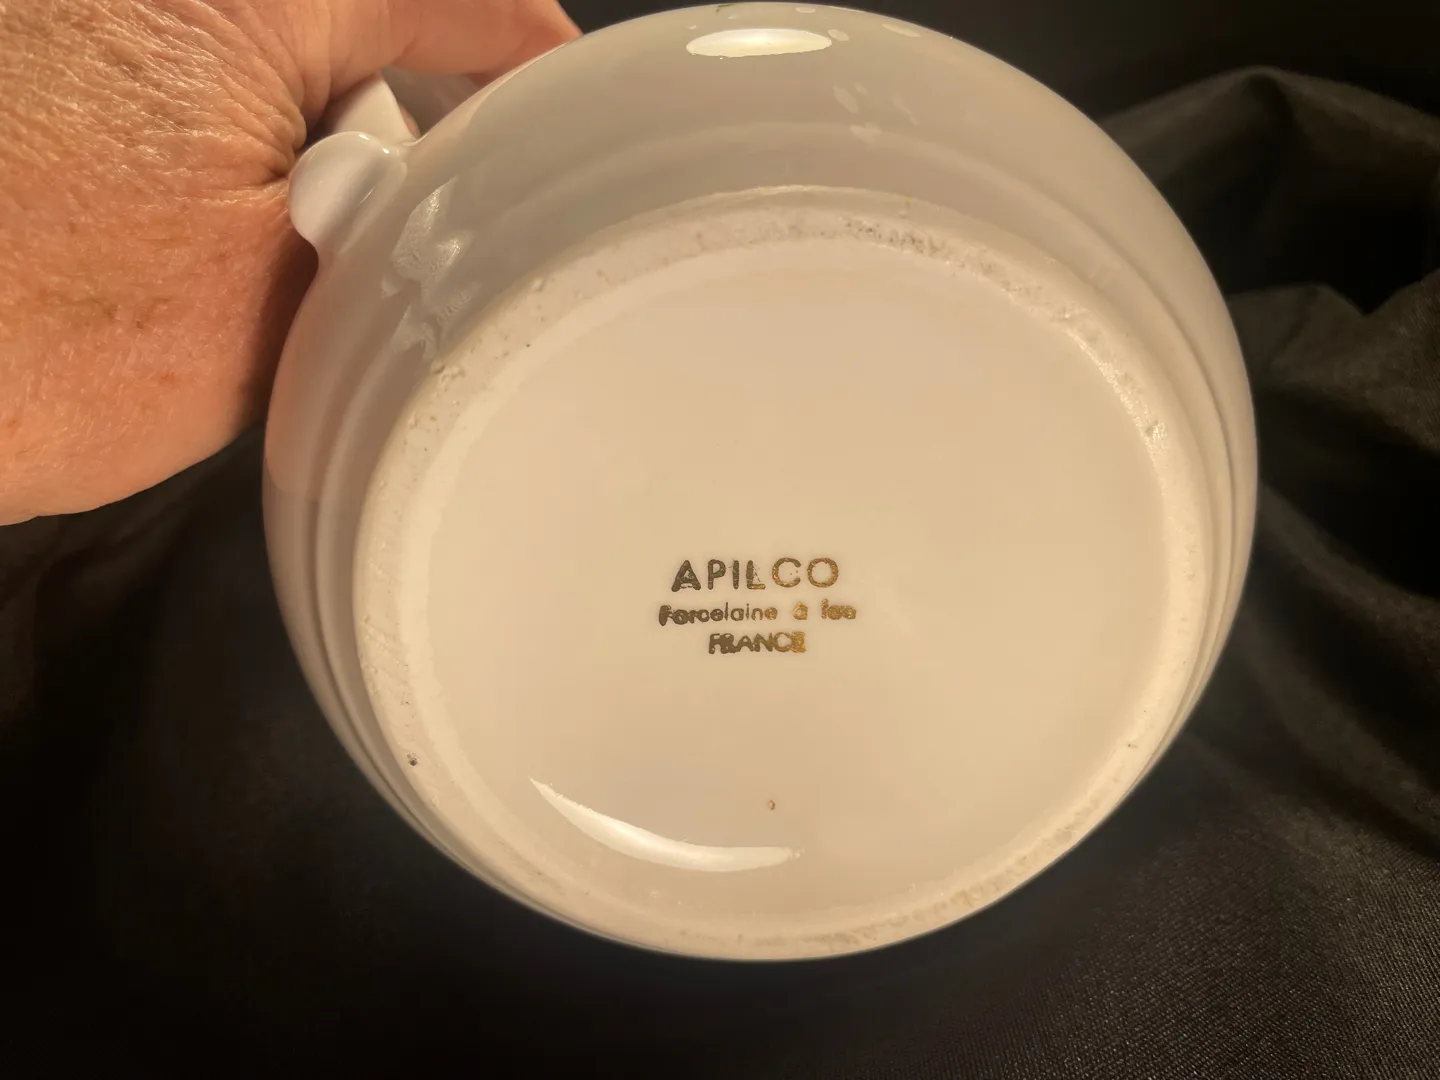 APILCO
Porcelaine à feu
FRANCE